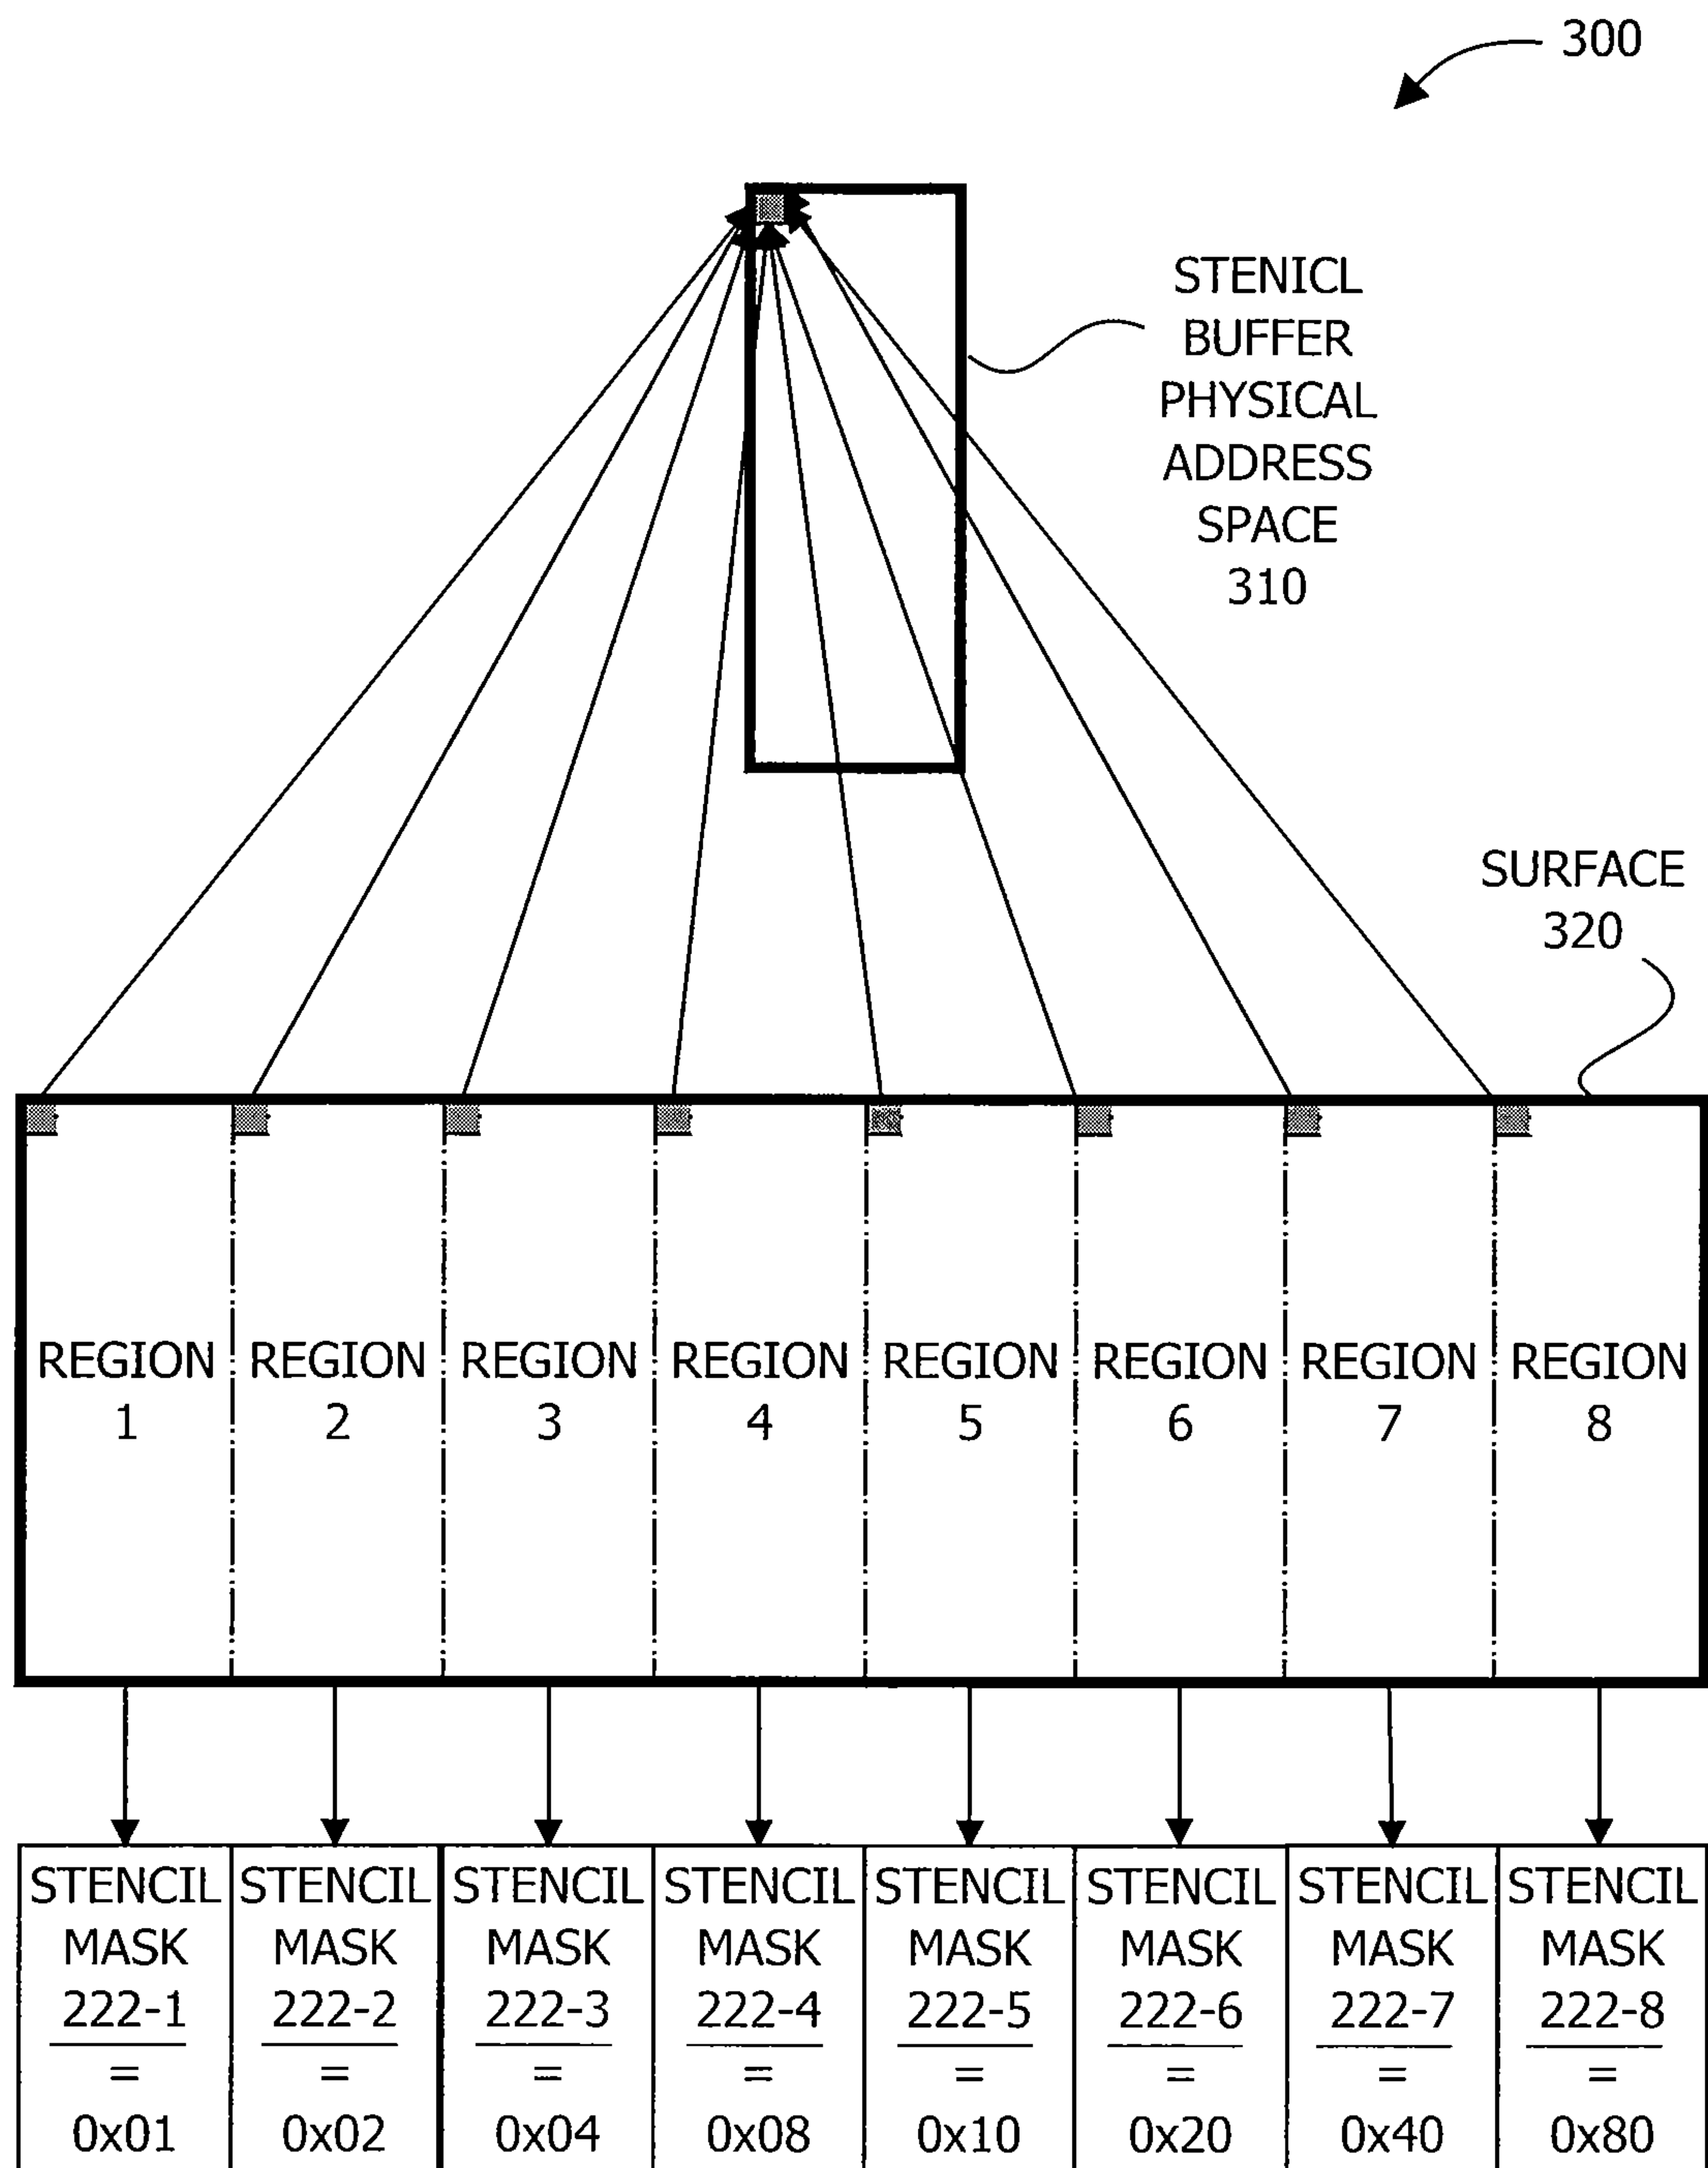 300
STENICL
BUFFER
PHYSICAL
ADDRESS
SPACE
310
SURFACE
320
REGION
1
REGION
2
REGION
3
REGION
4
REGION
5
REGION
6
REGION
7
REGION
8
STENCIL
MASK
222-1
=
0x01
STENCIL
MASK
222-2
=
0x02
STENCIL
MASK
222-3
=
0x04
STENCIL
MASK
222-4
=
0x08
STENCIL
MASK
222-5
=
0x10
STENCIL
MASK
222-6
=
0x20
STENCIL
MASK
222-7
=
0x40
STENCIL
MASK
222-8
=
0x80